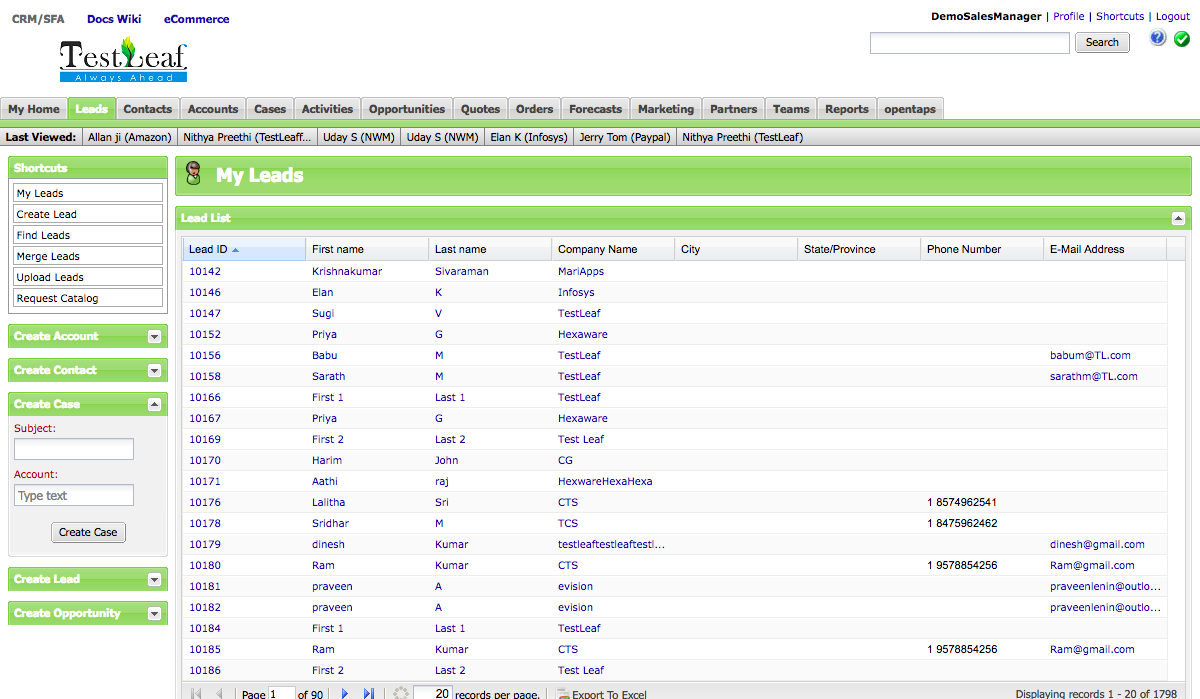 CRM/SFA Docs Wiki eCommerce
DemoSalesManager | Profile | Shortcuts | Logout
TestLeaf
Always Ahead
Search
My Home Leads Contacts Accounts Cases Activities Opportunities Quotes Orders Forecasts Marketing Partners Teams Reports opentaps
Last Viewed: Allan ji (Amazon) Nithya Preethi (TestLeaff... Uday S (NWM) Uday S (NWM) Elan K (Infosys) Jerry Tom (Paypal) Nithya Preethi (TestLeaf)
Shortcuts
My Leads
Create Lead
Find Leads
Merge Leads
Upload Leads
Request Catalog
Create Account
Create Contact
Create Case
Subject:
Account:
Type text
Create Case
Create Lead
Create Opportunity
My Leads
Lead List
Lead ID First name Last name Company Name City State/Province Phone Number E-Mail Address
10142 Krishnakumar Sivaraman MariApps
10146 Elan K Infosys
10147 Sugi V TestLeaf
10152 Priya G Hexaware
10156 Babu M TestLeaf babum@TL.com
10158 Sarath M TestLeaf sarathm@TL.com
10166 First 1 Last 1 TestLeaf
10167 Priya G Hexaware
10169 First 2 Last 2 Test Leaf
10170 Harim John CG
10171 Aathi raj HexwareHexaHexa
10176 Lalitha Sri CTS 1 8574962541
10178 Sridhar M TCS 1 8475962462
10179 dinesh Kumar testleaftestleaftestl... dinesh@gmail.com
10180 Ram Kumar CTS 1 9578854256 Ram@gmail.com
10181 praveen A evision praveenlenin@outlo...
10182 praveen A evision praveenlenin@outlo...
10184 First 1 Last 1 TestLeaf
10185 Ram Kumar CTS 1 9578854256 Ram@gmail.com
10186 First 2 Last 2 Test Leaf
Page 1 of 90 20 records per page. Export To Excel Displaying records 1 - 20 of 1798